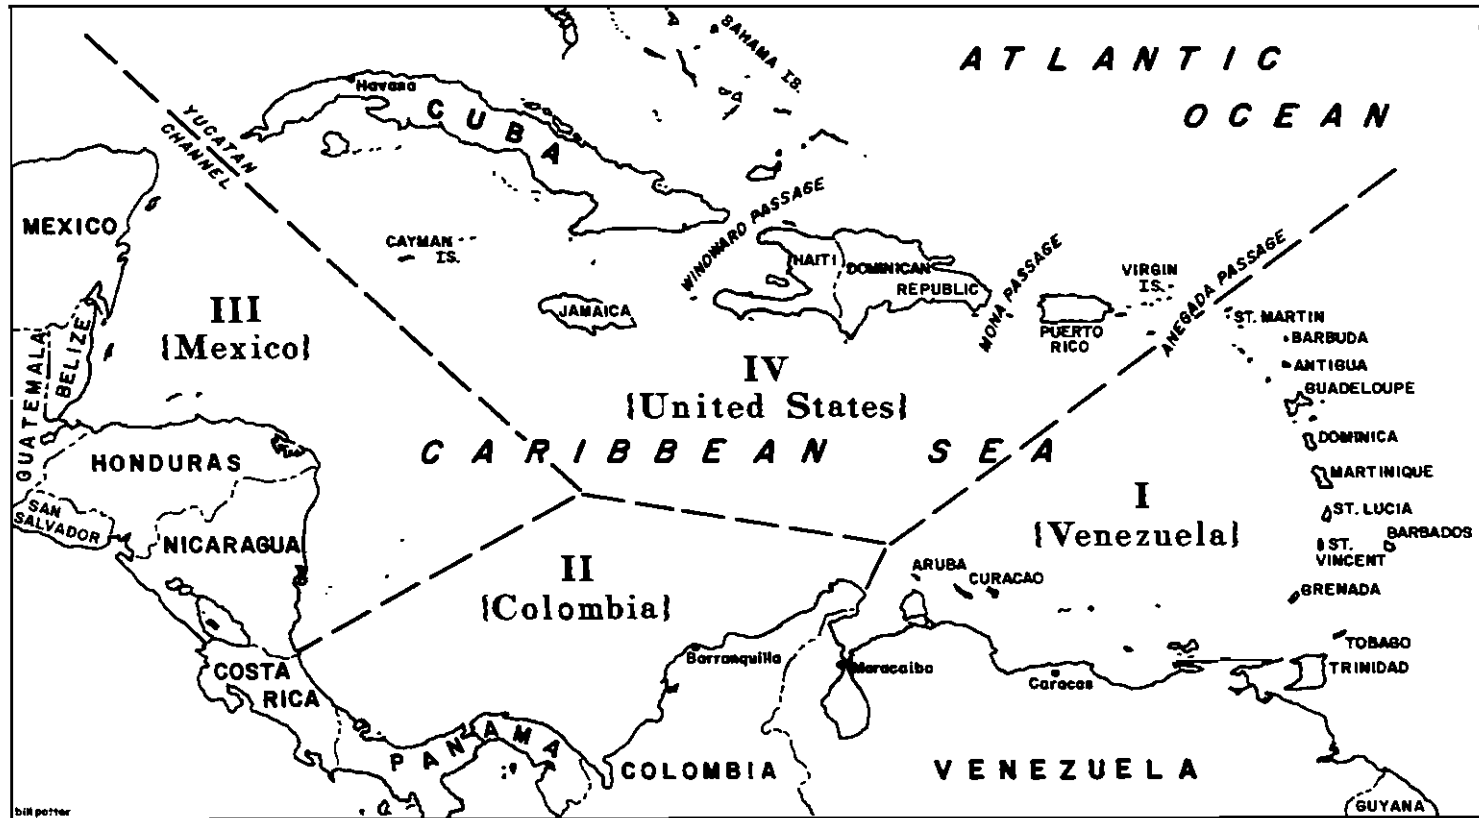 BAHAMA IS.
ATLANTIC
OCEAN
Havana
CUBA
YUCATAN
CHANNEL
MEXICO
CAYMAN
IS.
WINDWARD PASSAGE
HAITI
DOMINICAN
REPUBLIC
MONA PASSAGE
VIRGIN
IS.
ANEGADA PASSAGE
JAMAICA
PUERTO
RICO
ST. MARTIN
BARBUDA
ANTIGUA
GUADELOUPE
DOMINICA
MARTINIQUE
ST. LUCIA
BARBADOS
ST.
VINCENT
GRENADA
TOBAGO
TRINIDAD
III
{Mexico}
IV
{United States}
CARIBBEAN SEA
I
{Venezuela}
II
{Colombia}
BELIZE
GUATEMALA
HONDURAS
SAN
SALVADOR
NICARAGUA
ARUBA
CURACAO
COSTA
RICA
PANAMA
Barranquilla
Maracaibo
Caracas
COLOMBIA
VENEZUELA
GUYANA
bill potter